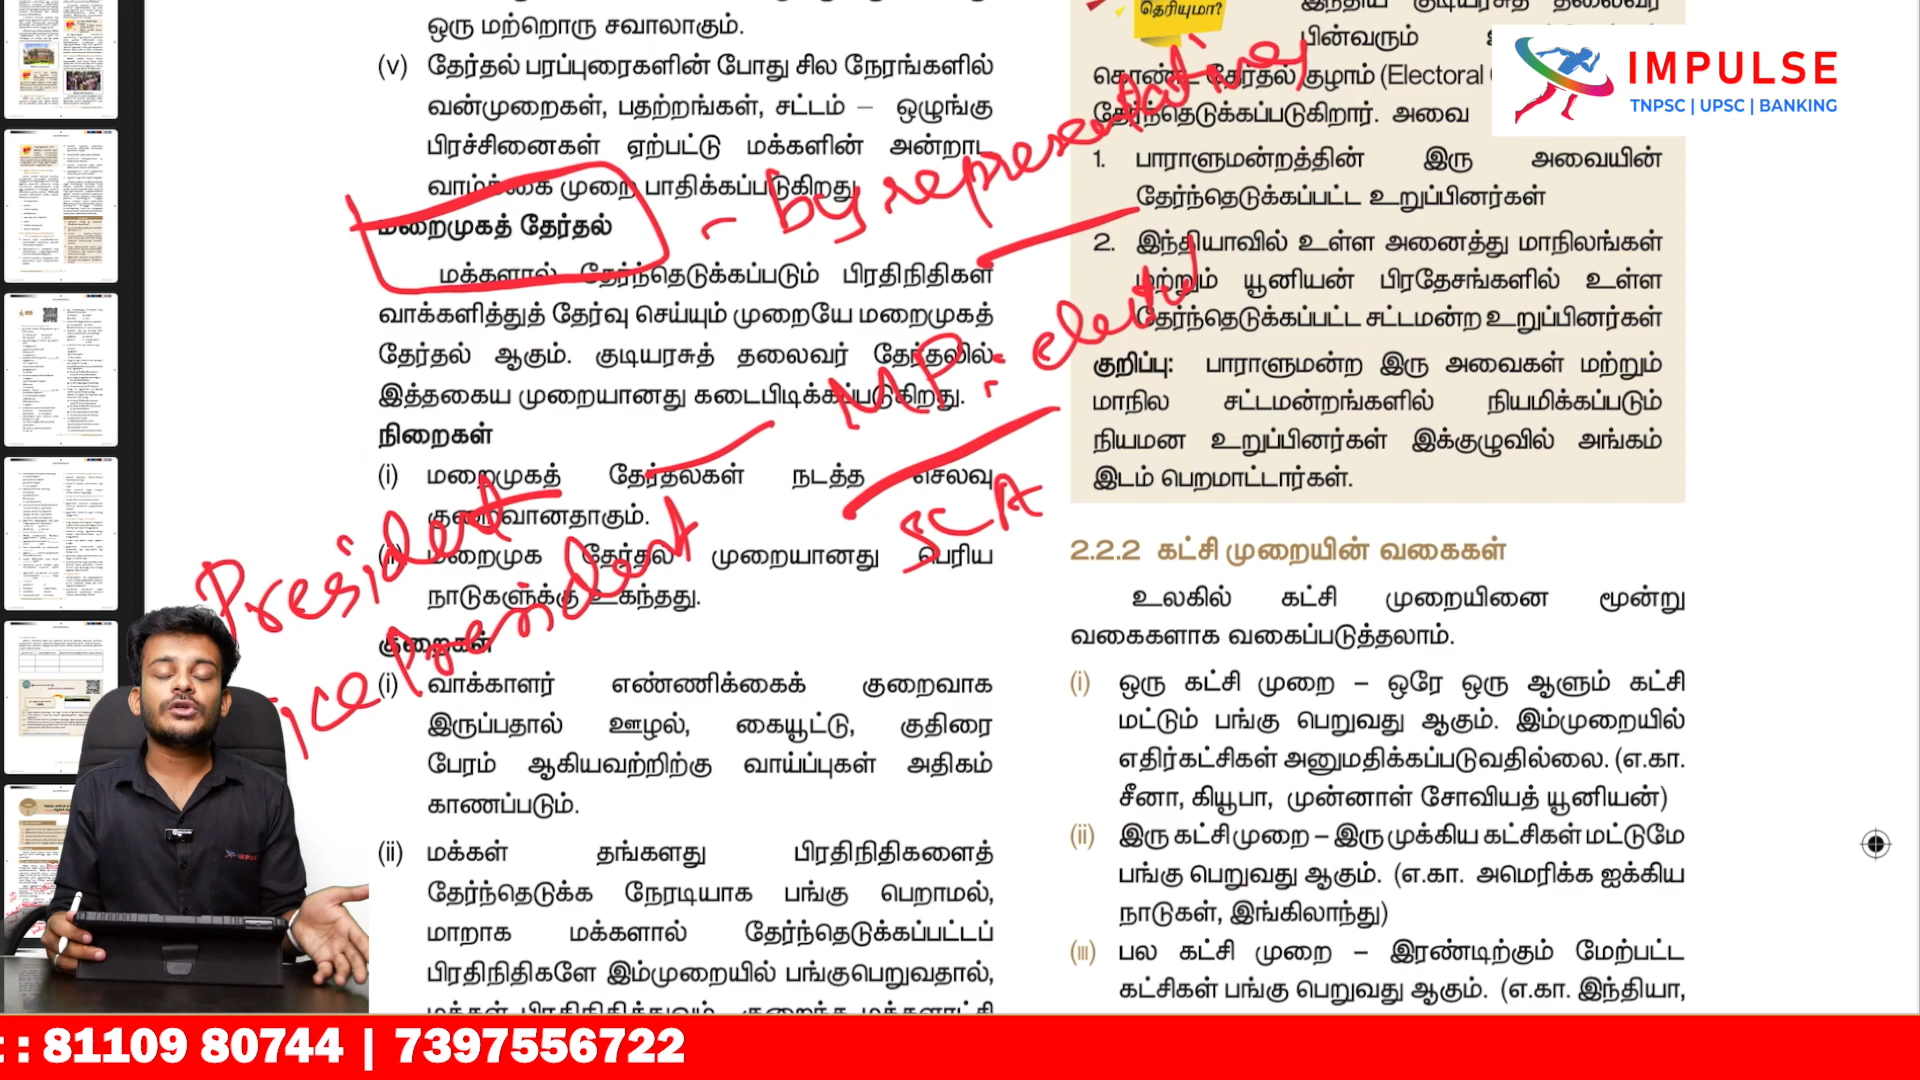 ஒரு மற்றொரு சவாலாகும்.
(v) தேர்தல் பரப்புரைகளின் போது சில நேரங்களில்
வன்முறைகள், பதற்றங்கள், சட்டம் – ஒழுங்கு
பிரச்சினைகள் ஏற்பட்டு மக்களின் அன்றாட
வாழ்க்கை முறை பாதிக்கப்படுகிறது.
மறைமுகத் தேர்தல்
மக்களால் தேர்ந்தெடுக்கப்படும் பிரதிநிதிகள்
வாக்களித்துத் தேர்வு செய்யும் முறையே மறைமுகத்
தேர்தல் ஆகும். குடியரசுத் தலைவர் தேர்தலில்
இத்தகைய முறையானது கடைபிடிக்கப்படுகிறது.
நிறைகள்
(i) மறைமுகத் தேர்தல்கள் நடத்த செலவு
குறைவானதாகும்.
(ii) மறைமுக தேர்தல் முறையானது பெரிய
நாடுகளுக்கு உகந்தது.
குறைகள்
(i) வாக்காளர் எண்ணிக்கைக் குறைவாக
இருப்பதால் ஊழல், கையூட்டு, குதிரை
பேரம் ஆகியவற்றிற்கு வாய்ப்புகள் அதிகம்
காணப்படும்.
(ii) மக்கள் தங்களது பிரதிநிதிகளைத்
தேர்ந்தெடுக்க நேரடியாக பங்கு பெறாமல்,
மாறாக மக்களால் தேர்ந்தெடுக்கப்பட்டப்
பிரதிநிதிகளே இம்முறையில் பங்குபெறுவதால்,
- by representatives
MP : elected
SLA
President
Vice President
தெரியுமா?
இந்திய குடியரசுத் தலைவர்
பின்வரும்
கொண்ட தேர்தல் குழாம் (Electoral
தேர்ந்தெடுக்கப்படுகிறார். அவை
1. பாராளுமன்றத்தின் இரு அவையின்
தேர்ந்தெடுக்கப்பட்ட உறுப்பினர்கள்
2. இந்தியாவில் உள்ள அனைத்து மாநிலங்கள்
மற்றும் யூனியன் பிரதேசங்களில் உள்ள
தேர்ந்தெடுக்கப்பட்ட சட்டமன்ற உறுப்பினர்கள்
குறிப்பு: பாராளுமன்ற இரு அவைகள் மற்றும்
மாநில சட்டமன்றங்களில் நியமிக்கப்படும்
நியமன உறுப்பினர்கள் இக்குழுவில் அங்கம்
இடம் பெறமாட்டார்கள்.
2.2.2 கட்சி முறையின் வகைகள்
உலகில் கட்சி முறையினை மூன்று
வகைகளாக வகைப்படுத்தலாம்.
(i) ஒரு கட்சி முறை – ஒரே ஒரு ஆளும் கட்சி
மட்டும் பங்கு பெறுவது ஆகும். இம்முறையில்
எதிர்கட்சிகள் அனுமதிக்கப்படுவதில்லை. (எ.கா.
சீனா, கியூபா, முன்னாள் சோவியத் யூனியன்)
(ii) இரு கட்சி முறை – இரு முக்கிய கட்சிகள் மட்டுமே
பங்கு பெறுவது ஆகும். (எ.கா. அமெரிக்க ஐக்கிய
நாடுகள், இங்கிலாந்து)
(iii) பல கட்சி முறை – இரண்டிற்கும் மேற்பட்ட
கட்சிகள் பங்கு பெறுவது ஆகும். (எ.கா. இந்தியா,
IMPULSE
TNPSC | UPSC | BANKING
: : 81109 80744 | 7397556722